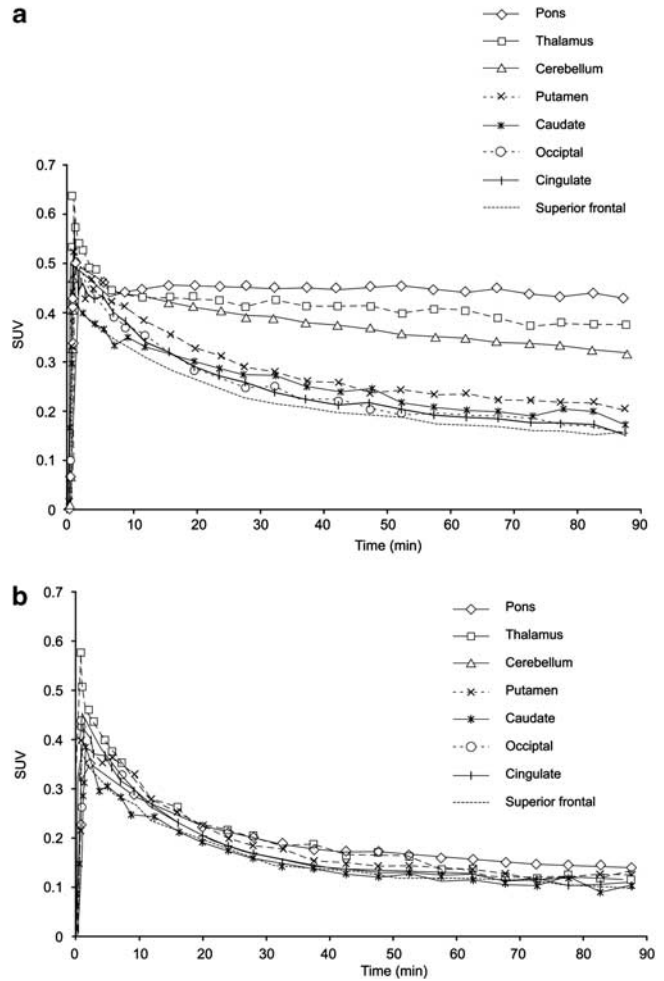 a
Pons
Thalamus
Cerebellum
Putamen
Caudate
Occiptal
Cingulate
Superior frontal
0.7
0.6
0.5
0.4
0.3
0.2
0.1
0
SUV
0 10 20 30 40 50 60 70 80 90
Time (min)
b
Pons
Thalamus
Cerebellum
Putamen
Caudate
Occiptal
Cingulate
Superior frontal
0.7
0.6
0.5
0.4
0.3
0.2
0.1
0
SUV
0 10 20 30 40 50 60 70 80 90
Time (min)